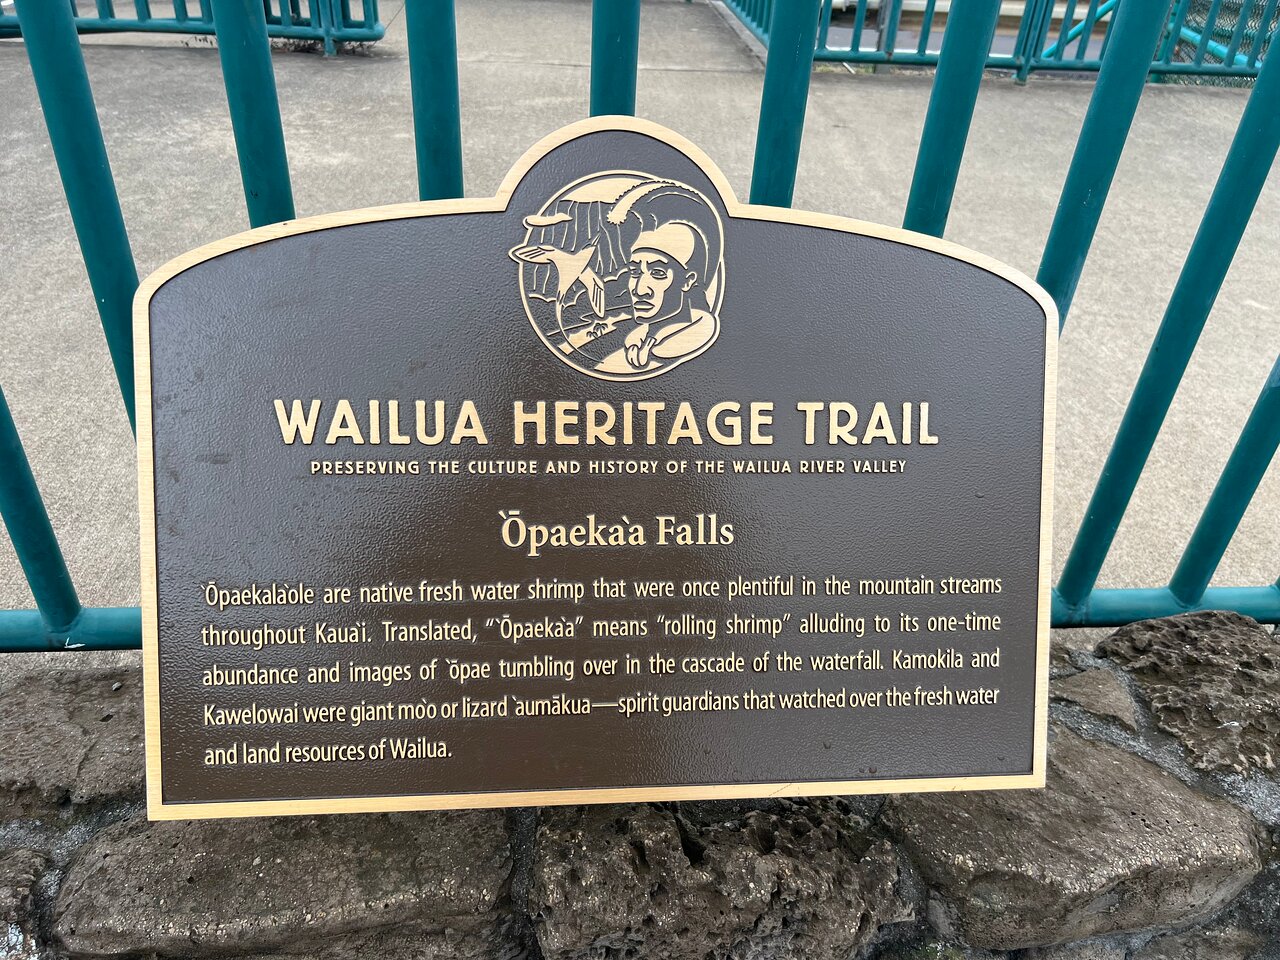 WAILUA HERITAGE TRAIL
PRESERVING THE CULTURE AND HISTORY OF THE WAILUA RIVER VALLEY
`Ōpaeka`a Falls
`Ōpaekala`ole are native fresh water shrimp that were once plentiful in the mountain streams
throughout Kaua`i. Translated, “`Ōpaeka`a” means “rolling shrimp” alluding to its one-time
abundance and images of `ōpae tumbling over in the cascade of the waterfall. Kamokila and
Kawelowai were giant mo`o or lizard `aumākua—spirit guardians that watched over the fresh water
and land resources of Wailua.